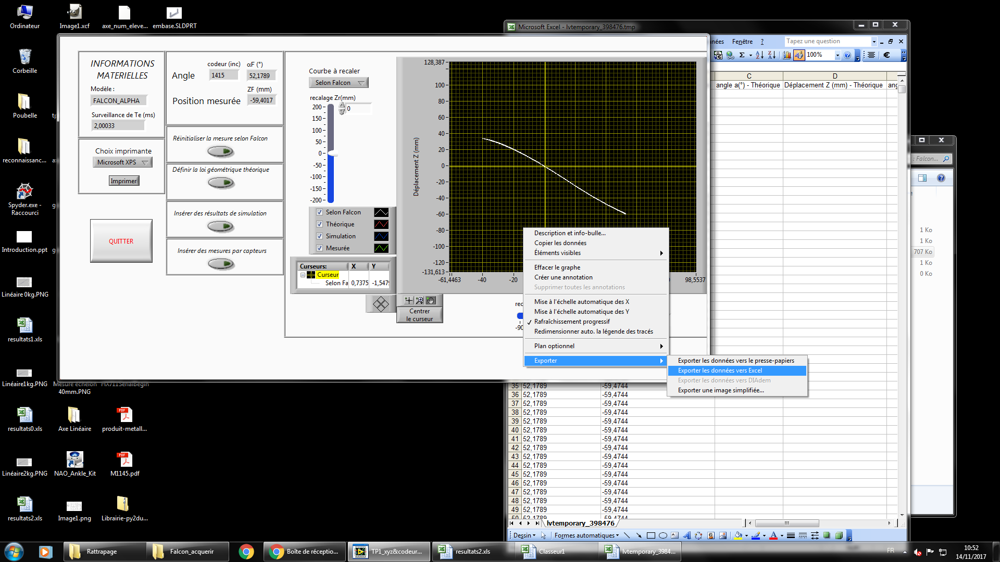 Ordinateur
Image1.xcf
axe_num_eleve...
embase.SLDPRT
Corbeille
Poubelle
reconnaissanc...
Spyder.exe -
Raccourci
Introduction.ppt
Linéaire 0kg.PNG
resultats1.xls
Linéaire1kg.PNG
Mesure echelon
40mm.PNG
HX711SerialBegin
resultats0.xls
Axe Linéaire
produit-metall...
Linéaire2kg.PNG
NAO_Ankle_Kit
M1145.pdf
resultats2.xls
Image1.png
Librairie-py2du...
INFORMATIONS
MATERIELLES
Modèle :
FALCON_ALPHA
Surveillance de Te (ms)
2,00033
Choix imprimante
Microsoft XPS
Imprimer
QUITTER
codeur (inc)
αF (°)
Angle
1415
52,1789
ZF (mm)
Position mesurée
-59,4017
Réinitialiser la mesure selon Falcon
Définir la loi géométrique théorique
Insérer des résultats de simulation
Insérer des mesures par capteurs
Courbe à recaler
Selon Falcon
recalage Zr(mm)
0
200
150
100
50
0
-50
-100
-150
-200
Selon Falcon
Théorique
Simulation
Mesurée
Curseurs: X Y
Curseur
Selon Fa 0,7375 -1,547
Centrer
le curseur
Déplacement Z (mm)
128,387
100
80
60
40
20
0
-20
-40
-60
-80
-100
-120
-131,613
-61,4463
-40
-20
98,5537
rec
-90
Description et info-bulle...
Copier les données
Éléments visibles
Effacer le graphe
Créer une annotation
Supprimer toutes les annotations
Mise à l'échelle automatique des X
Mise à l'échelle automatique des Y
Rafraîchissement progressif
Redimensionner auto. la légende des tracés
Plan optionnel
Exporter
Exporter les données vers le presse-papiers
Exporter les données vers Excel
Exporter les données vers DIAdem
Exporter une image simplifiée...
Microsoft Excel - lvtemporary_398476.tmp
nées Fenêtre ? Tapez une question
100%
€
C D
angle a(°) - Théorique Déplacement Z (mm) - Théorique ang
35 52,1789 -59,4744
36 52,1789 -59,4744
37 52,1789 -59,4744
38 52,1789 -59,4744
39 52,1789 -59,4744
40 52,1789 -59,4744
41 52,1789 -59,4744
42 52,1789 -59,4744
43 52,1789 -59,4744
44 52,1789 -59,4744
45 52,1789 -59,4744
46 52,1789 -59,4744
47 52,1789 -59,4744
48 52,1789 -59,4744
49 52,1789 -59,4744
50 52,1789 -59,4744
lvtemporary_398476
Dessin
Formes automatiques
: Falcon...
1 Ko
1 Ko
707 Ko
1 Ko
0 Ko
Rattrapage
Falcon_acquerir
Boîte de réceptio...
TP1_xyz&codeur...
resultats2.xls
Classeur1
lvtemporary_3984...
FR
10:52
14/11/2017